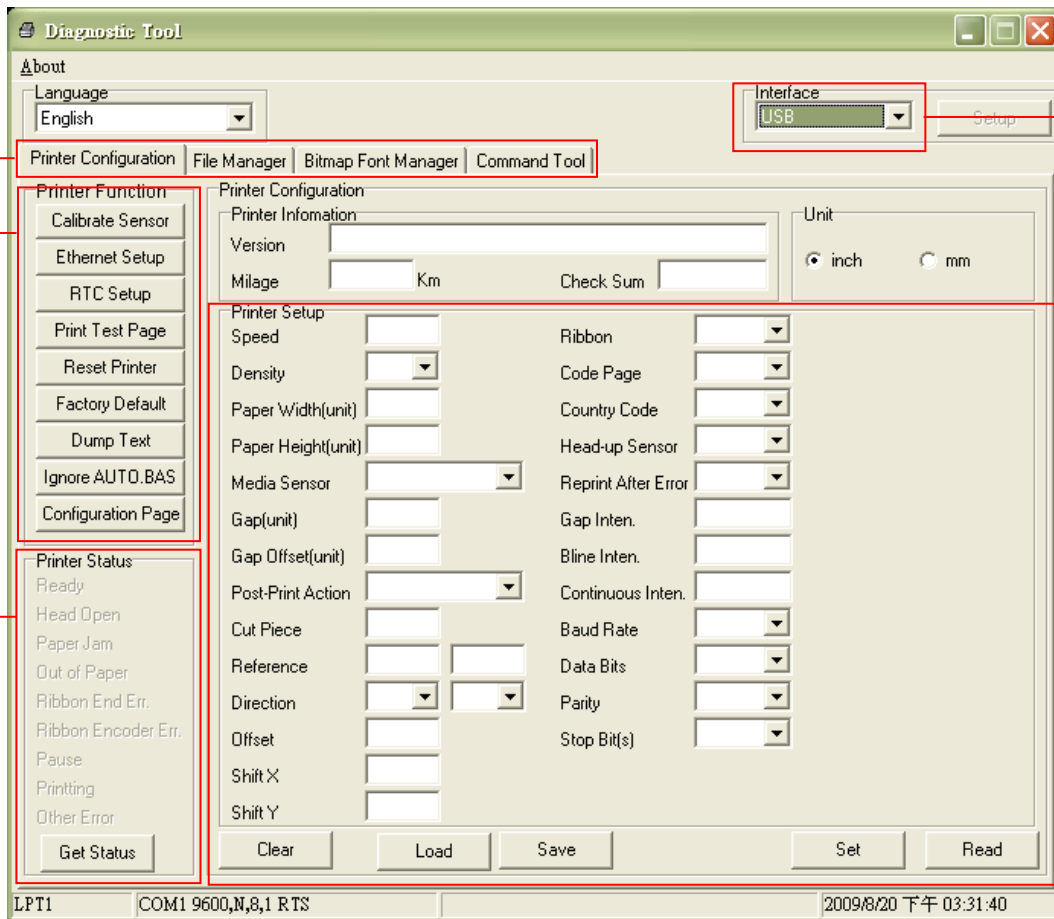 Diagnostic Tool
About
Language
English
Interface
USB
Setup
Printer Configuration
File Manager
Bitmap Font Manager
Command Tool
Printer Function
Calibrate Sensor
Ethernet Setup
RTC Setup
Print Test Page
Reset Printer
Factory Default
Dump Text
Ignore AUTO.BAS
Configuration Page
Printer Status
Ready
Head Open
Paper Jam
Out of Paper
Ribbon End Err.
Ribbon Encoder Err.
Pause
Printting
Other Error
Get Status
Printer Configuration
Printer Infomation
Version
Milage
Km
Check Sum
Unit
inch
mm
Printer Setup
Speed
Density
Paper Width(unit)
Paper Height(unit)
Media Sensor
Gap(unit)
Gap Offset(unit)
Post-Print Action
Cut Piece
Reference
Direction
Offset
Shift X
Shift Y
Ribbon
Code Page
Country Code
Head-up Sensor
Reprint After Error
Gap Inten.
Bline Inten.
Continuous Inten.
Baud Rate
Data Bits
Parity
Stop Bit(s)
Clear
Load
Save
Set
Read
LPT1
COM1 9600,N,8,1 RTS
2009/8/20 下午 03:31:40